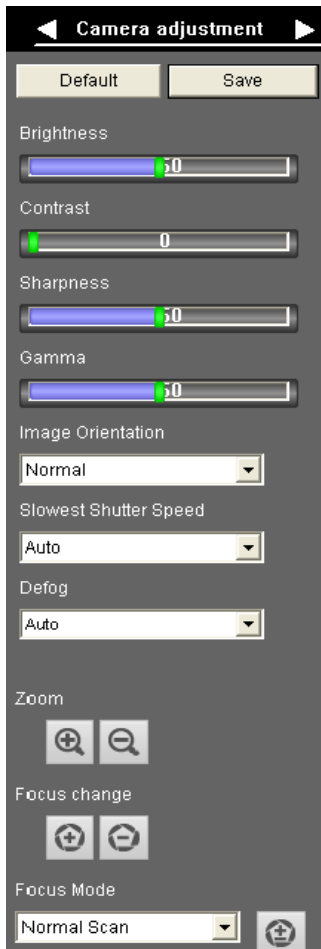 Camera adjustment
Default Save
Brightness
50
Contrast
0
Sharpness
50
Gamma
50
Image Orientation
Normal
Slowest Shutter Speed
Auto
Defog
Auto
Zoom
Focus change
Focus Mode
Normal Scan